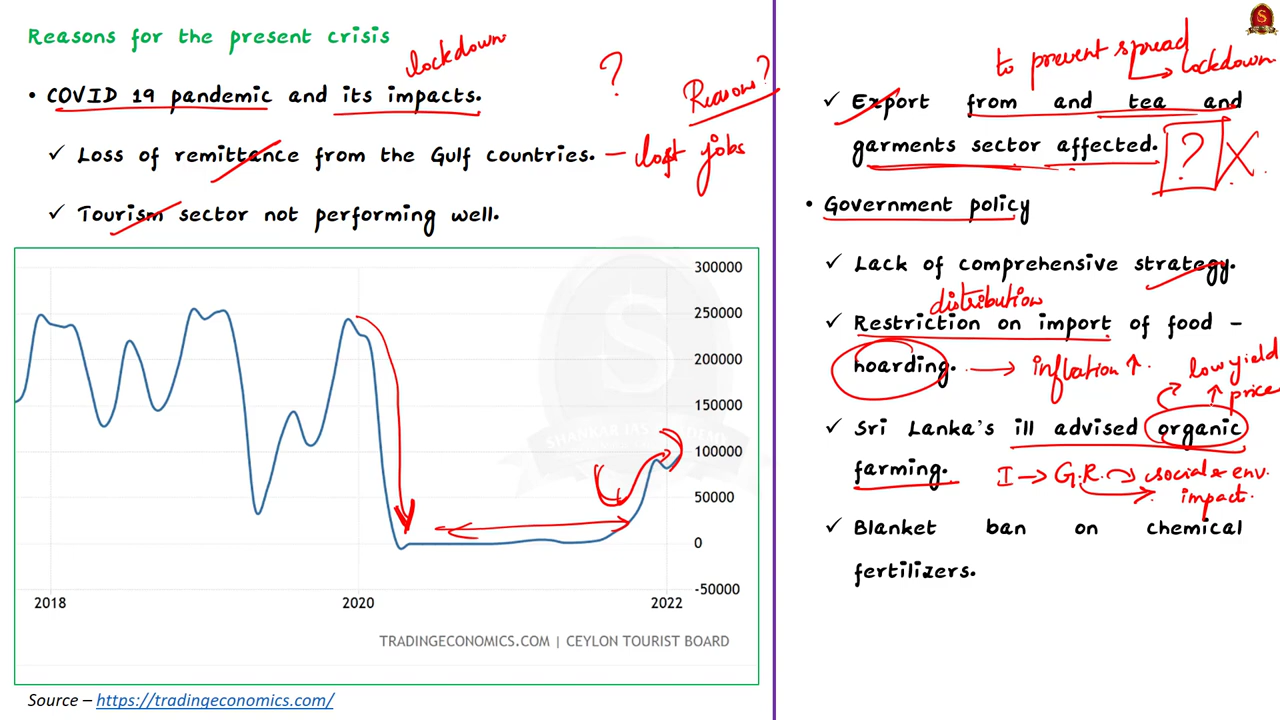 Reasons for the present crisis
lockdown
?
Reasons?
• COVID 19 pandemic and its impacts.
✓ Loss of remittance from the Gulf countries. – lost jobs
✓ Tourism sector not performing well.
300000
250000
200000
150000
100000
50000
0
-50000
2018 2020 2022
SHANKAR IAS ACADEMY
TRADINGECONOMICS.COM | CEYLON TOURIST BOARD
Source – https://tradingeconomics.com/
to prevent spread
lockdown
✓ Export from and tea and
garments sector affected. ? X
• Government policy
✓ Lack of comprehensive strategy.
distribution
✓ Restriction on import of food –
hoarding. → inflation ↑.
low yield
↑ price
✓ Sri Lanka's ill advised organic
farming. I → G.R. → social & env.
impact.
✓ Blanket ban on chemical
fertilizers.